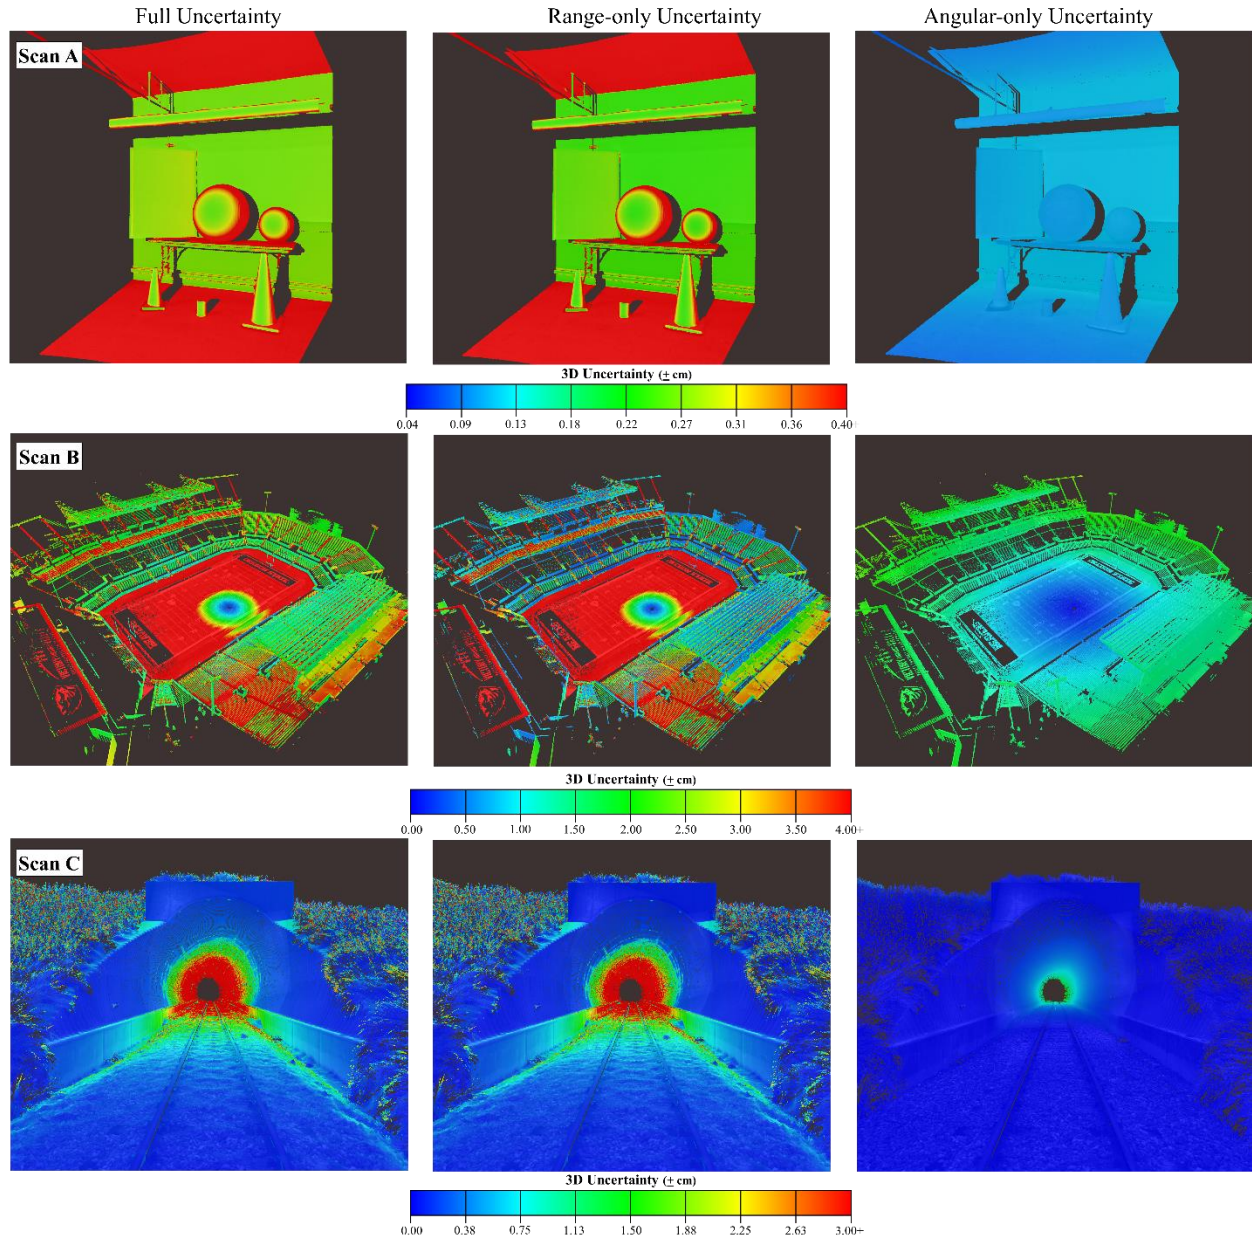 Full Uncertainty Range-only Uncertainty Angular-only Uncertainty
Scan A
3D Uncertainty (± cm)
0.04 0.09 0.13 0.18 0.22 0.27 0.31 0.36 0.40+
Scan B
3D Uncertainty (± cm)
0.00 0.50 1.00 1.50 2.00 2.50 3.00 3.50 4.00+
Scan C
3D Uncertainty (± cm)
0.00 0.38 0.75 1.13 1.50 1.88 2.25 2.63 3.00+